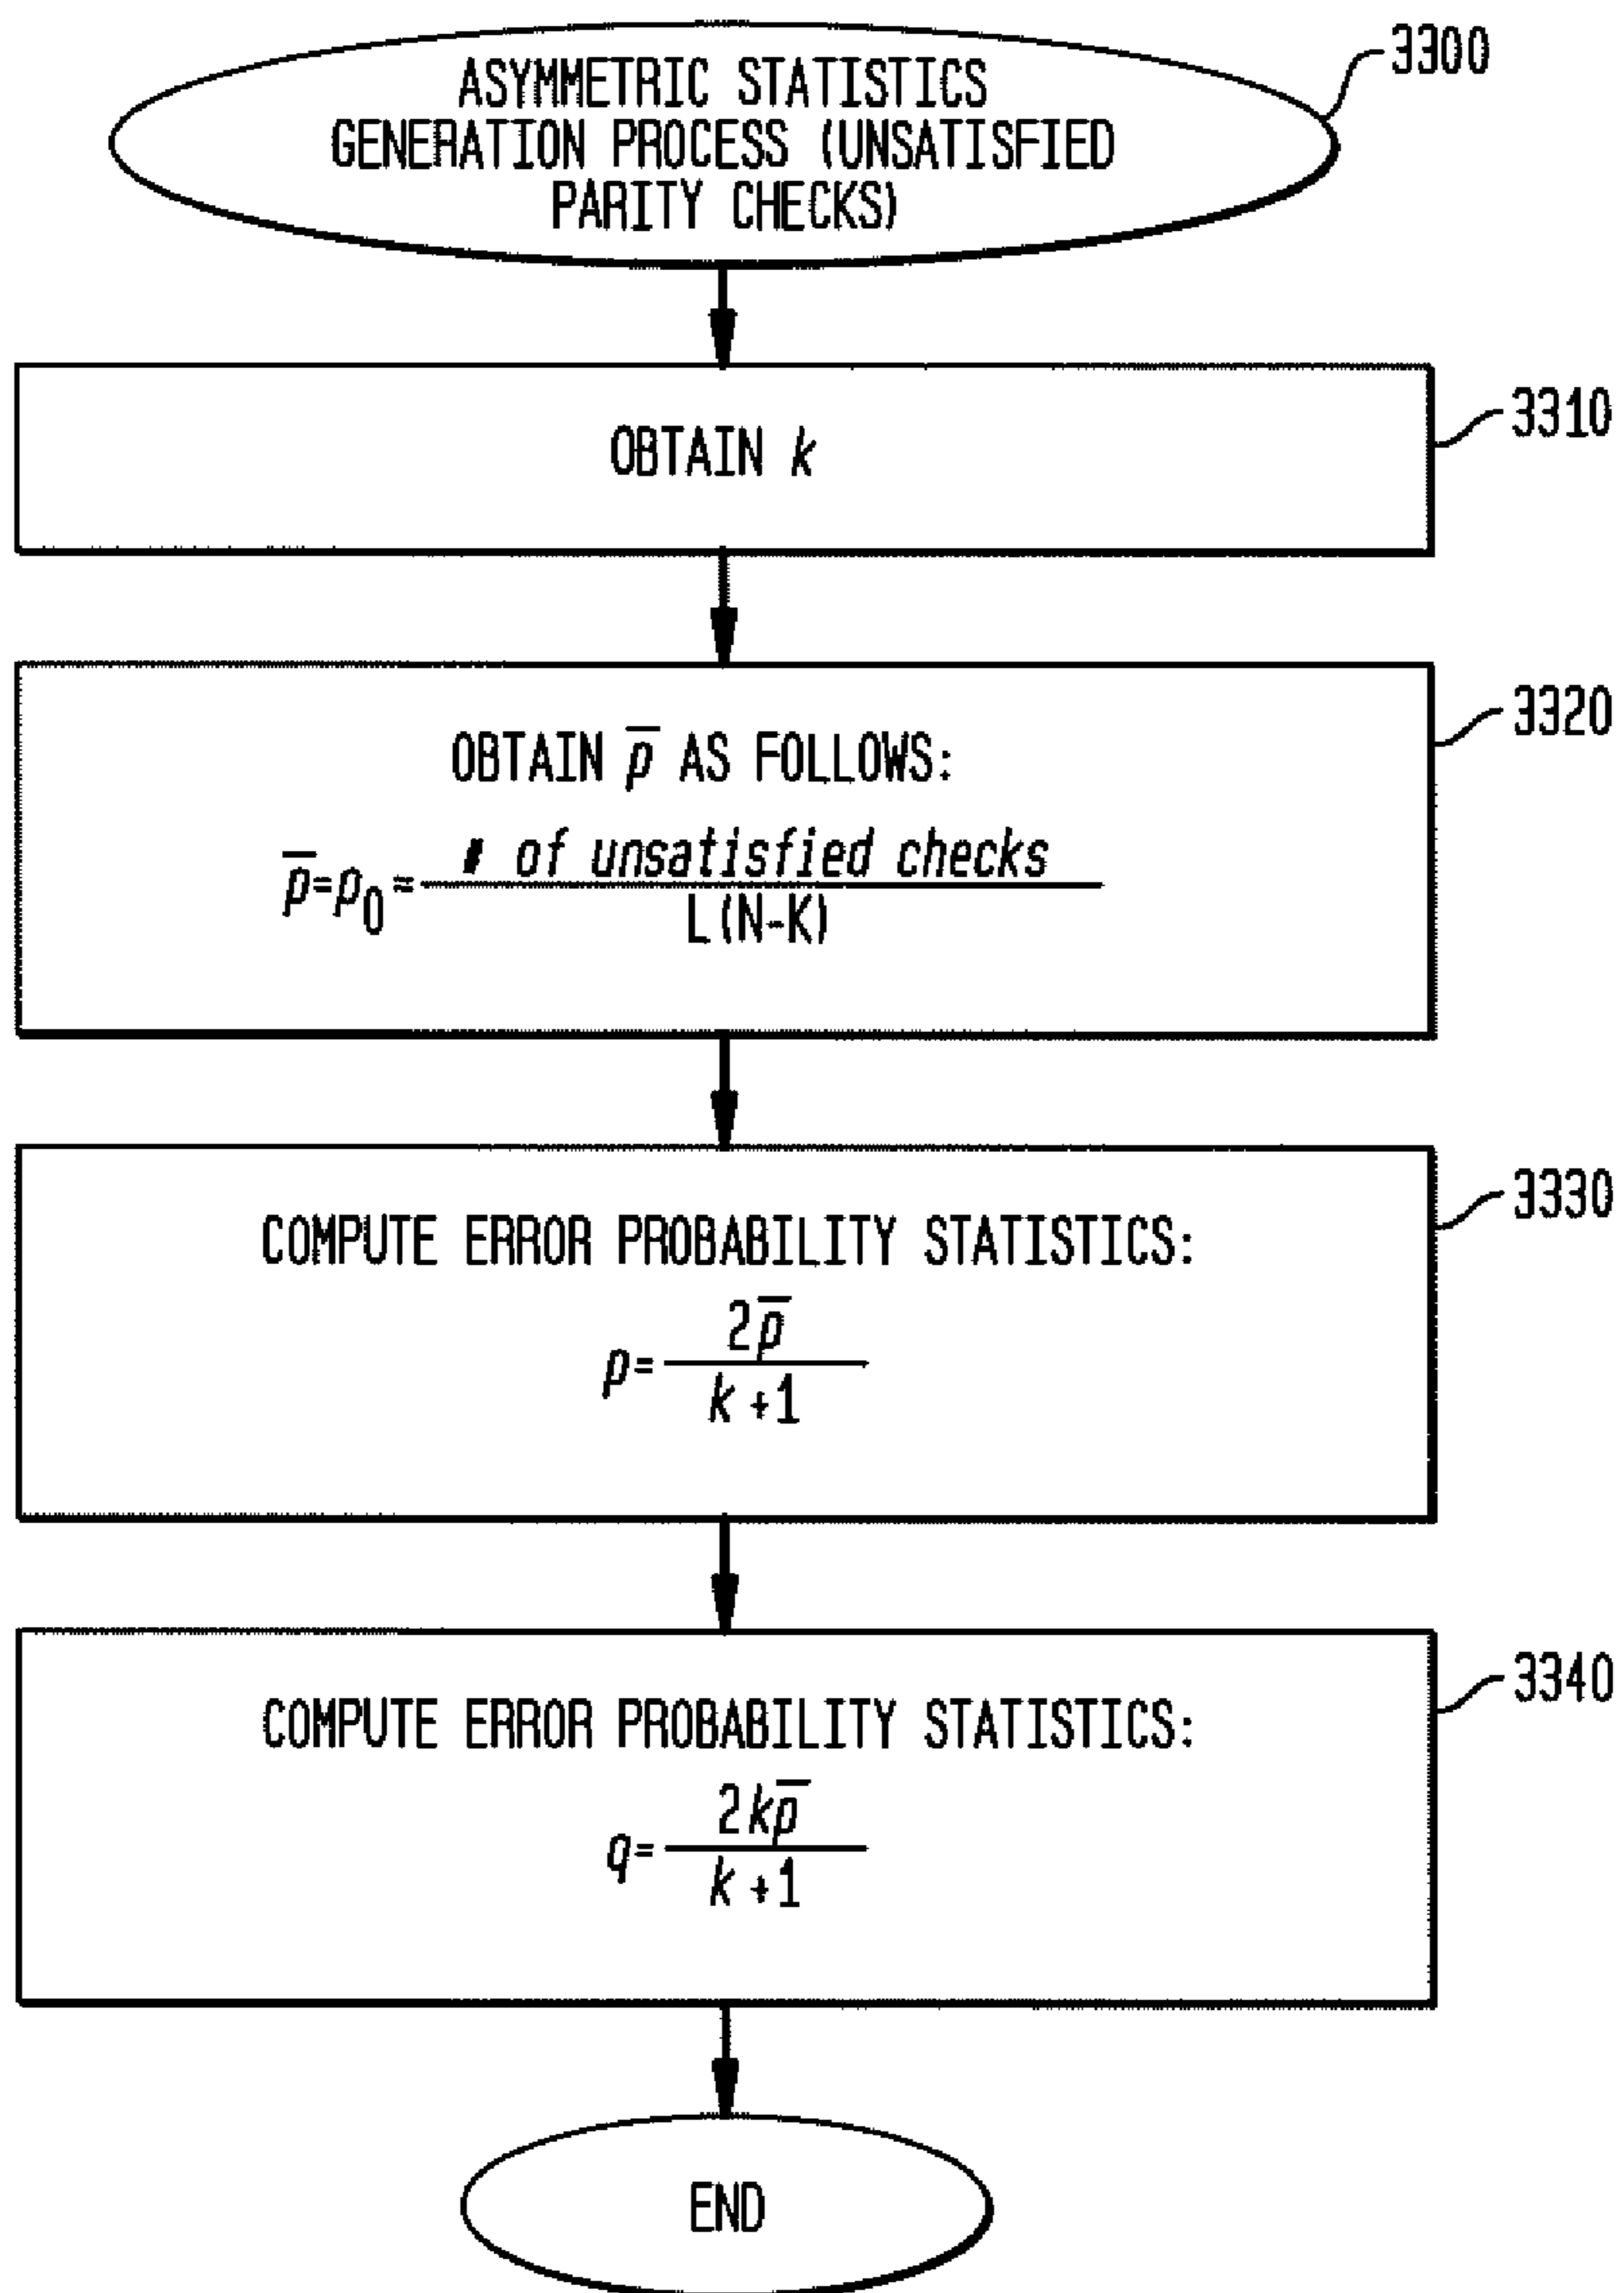 ASYMMETRIC STATISTICS
GENERATION PROCESS (UNSATISFIED
PARITY CHECKS)
3300
OBTAIN k
3310
OBTAIN p̅ AS FOLLOWS:
p̅=p₀= # of unsatisfied checks
L(N-K)
3320
COMPUTE ERROR PROBABILITY STATISTICS:
2p̅
p=
k+1
3330
COMPUTE ERROR PROBABILITY STATISTICS:
2kp̅
q=
k+1
3340
END